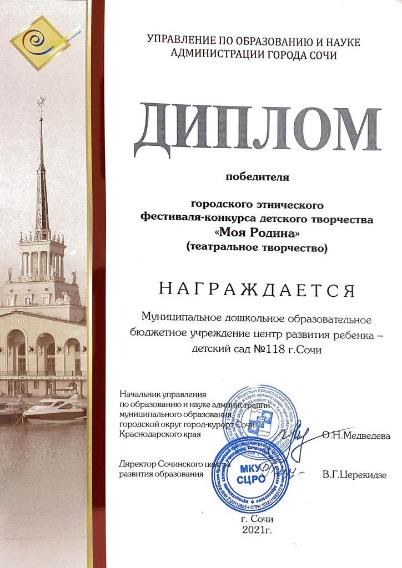 УПРАВЛЕНИЕ ПО ОБРАЗОВАНИЮ И НАУКЕ
АДМИНИСТРАЦИИ ГОРОДА СОЧИ
ДИПЛОМ
победителя
городского этнического
фестиваля-конкурса детского творчества
«Моя Родина»
(театральное творчество)
НАГРАЖДАЕТСЯ
Муниципальное дошкольное образовательное
бюджетное учреждение центр развития ребенка –
детский сад №118 г.Сочи
Начальник управления
по образованию и науке администрации
муниципального образования
городской округ город-курорт Сочи
Краснодарского края
О.Н.Медведева
Директор Сочинского центра
развития образования
В.Г.Церекидзе
МКУ
СЦРО
г. Сочи
2021г.